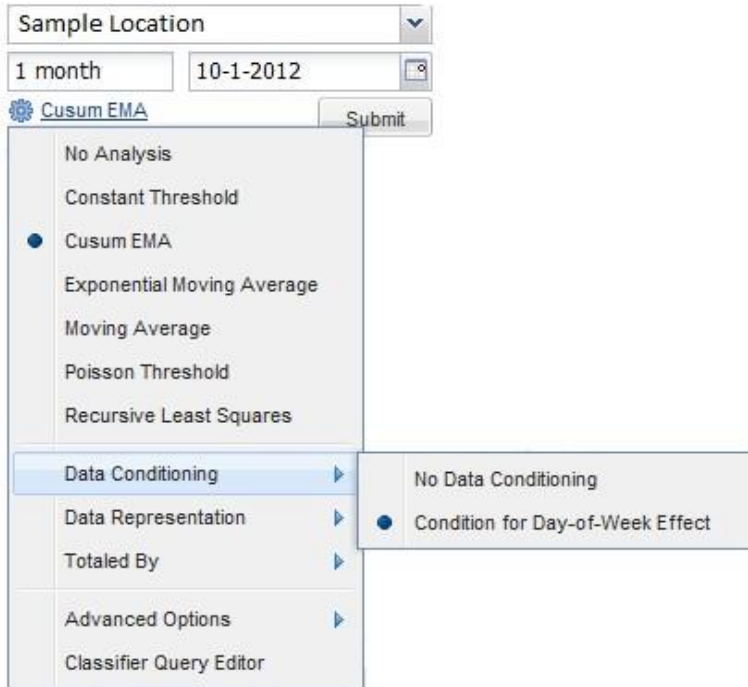 Sample Location
1 month 10-1-2012
Cusum EMA Submit
No Analysis
Constant Threshold
Cusum EMA
Exponential Moving Average
Moving Average
Poisson Threshold
Recursive Least Squares
Data Conditioning
No Data Conditioning
Condition for Day-of-Week Effect
Data Representation
Totaled By
Advanced Options
Classifier Query Editor